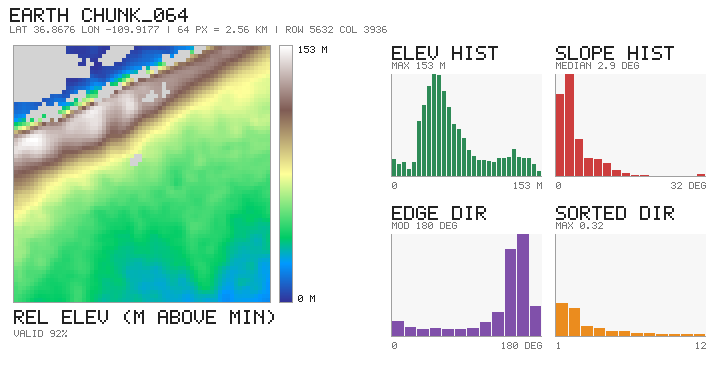 EARTH CHUNK_064
LAT 36.8676 LON -109.9177 | 64 PX = 2.56 KM | ROW 5632 COL 3936
153 M
0 M
REL ELEV (M ABOVE MIN)
VALID 92%
ELEV HIST
MAX 153 M
0 153 M
SLOPE HIST
MEDIAN 2.9 DEG
0 32 DEG
EDGE DIR
MOD 180 DEG
0 180 DEG
SORTED DIR
MAX 0.32
1 12